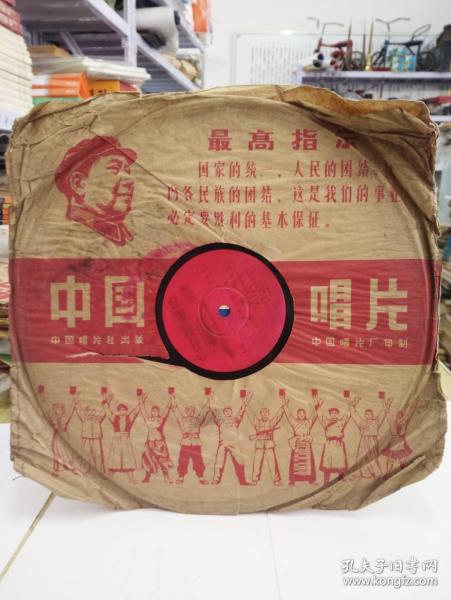 最高指示
国家的统一，人民的团结，
内各民族的团结，这是我们的事业
必定要胜利的基本保证。
中国 唱片
中国唱片社出版 中国唱片厂印制
孔夫子旧书网
www.kongfz.com